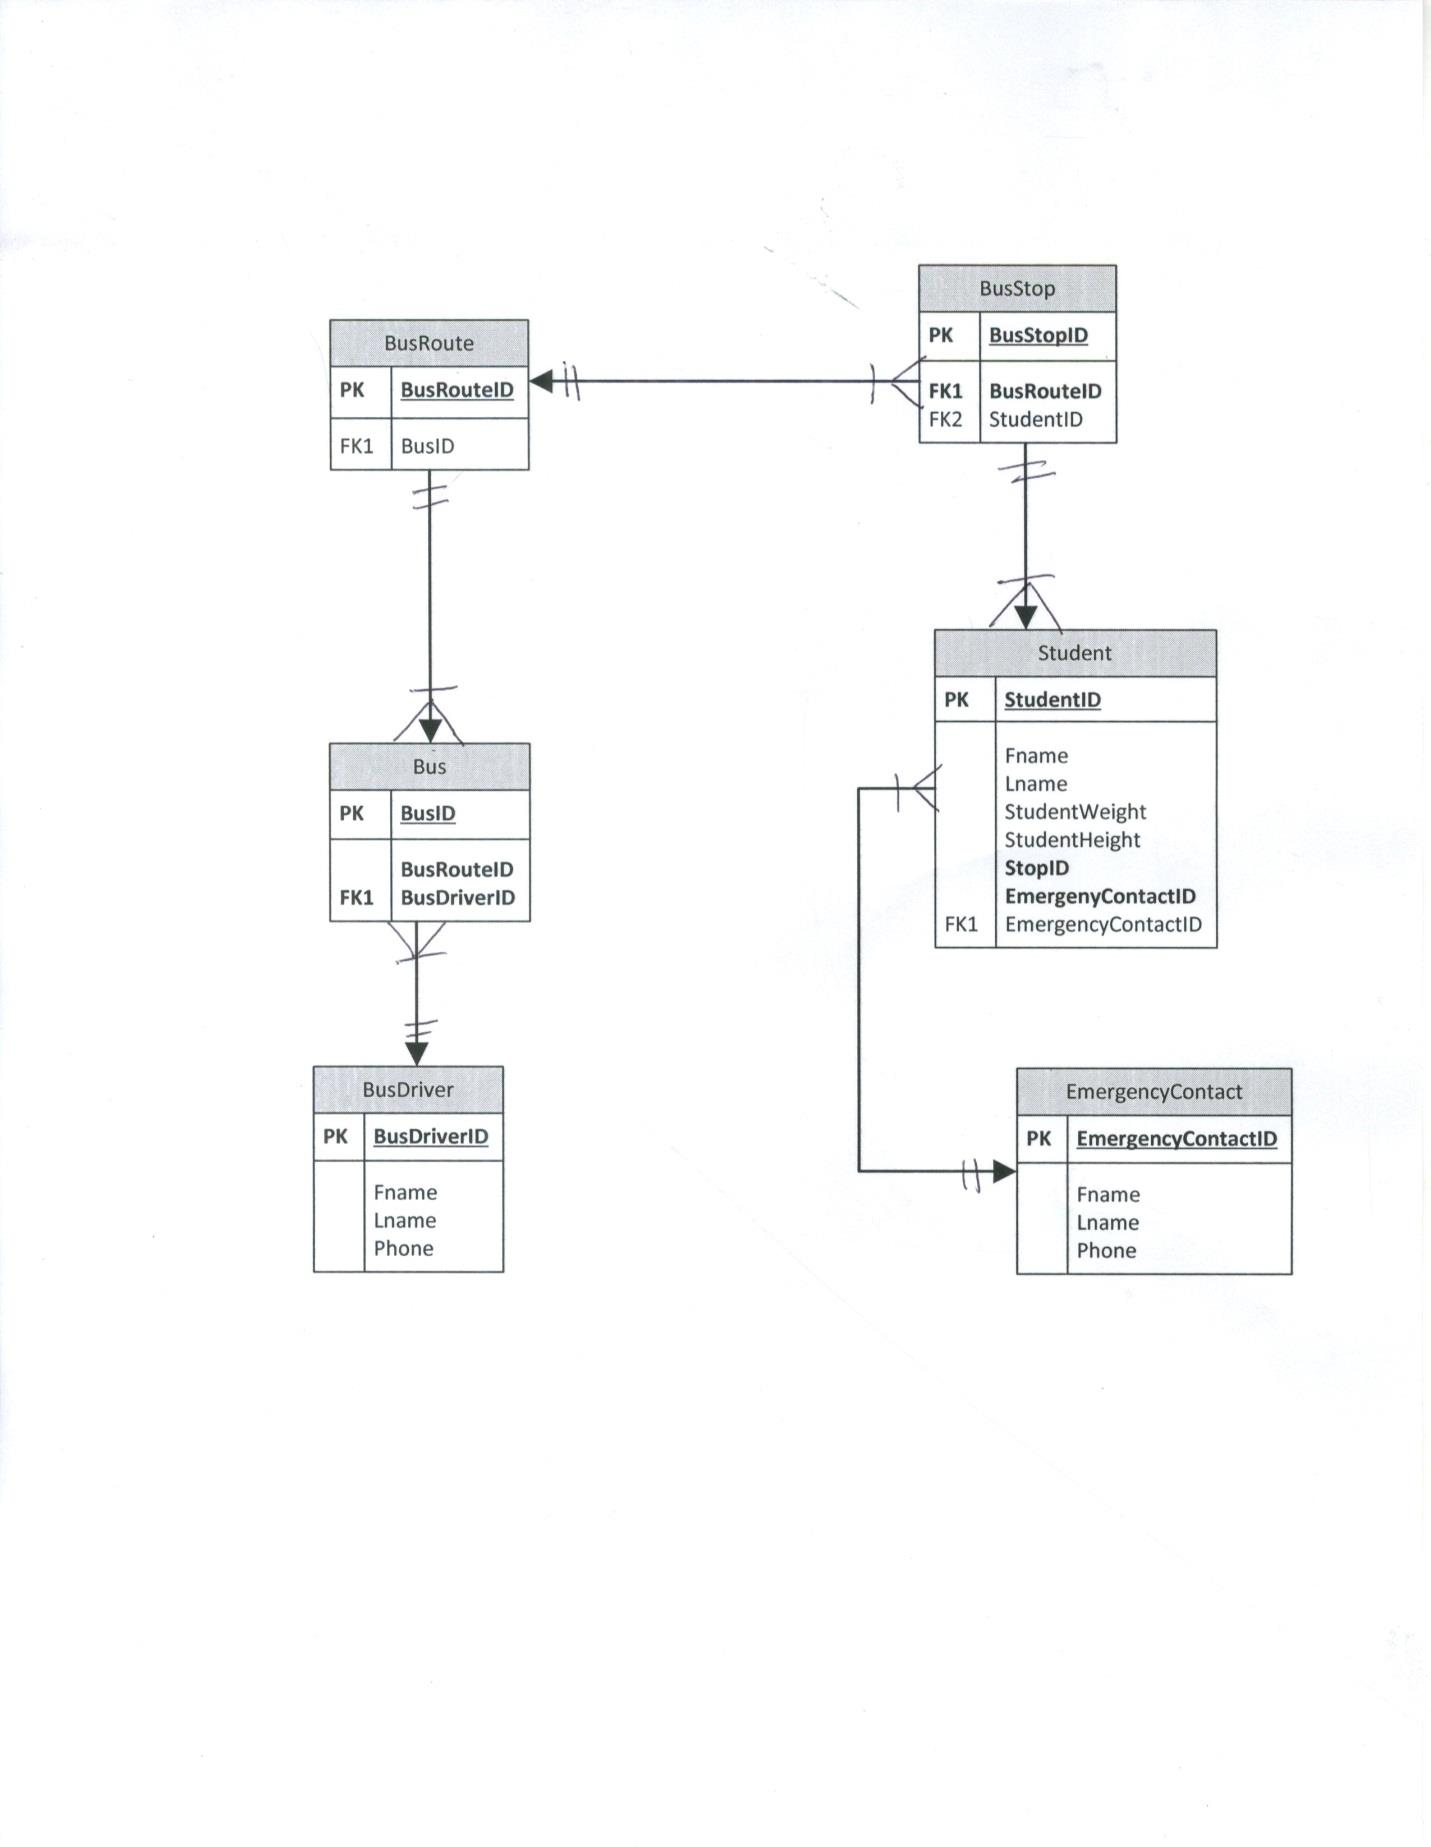 BusStop
PK BusStopID
FK1 BusRouteID
FK2 StudentID
BusRoute
PK BusRouteID
FK1 BusID
Student
PK StudentID
Fname
Lname
StudentWeight
StudentHeight
StopID
EmergenyContactID
FK1 EmergencyContactID
Bus
PK BusID
BusRouteID
FK1 BusDriverID
BusDriver
PK BusDriverID
Fname
Lname
Phone
EmergencyContact
PK EmergencyContactID
Fname
Lname
Phone